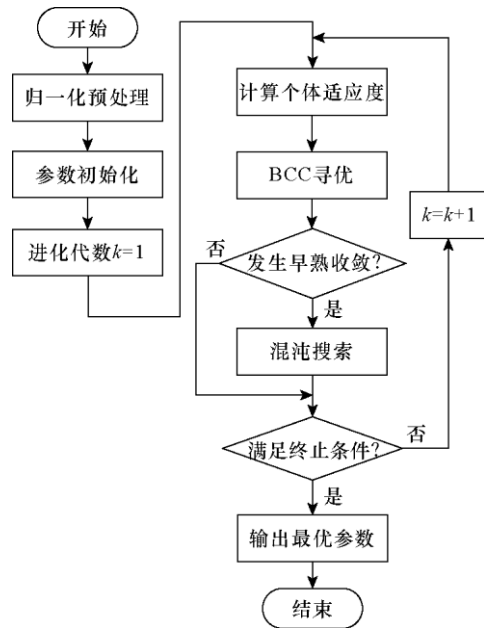 开始
归一化预处理
参数初始化
进化代数k=1
计算个体适应度
BCC寻优
发生早熟收敛?
否
是
混沌搜索
满足终止条件?
否
是
k=k+1
输出最优参数
结束